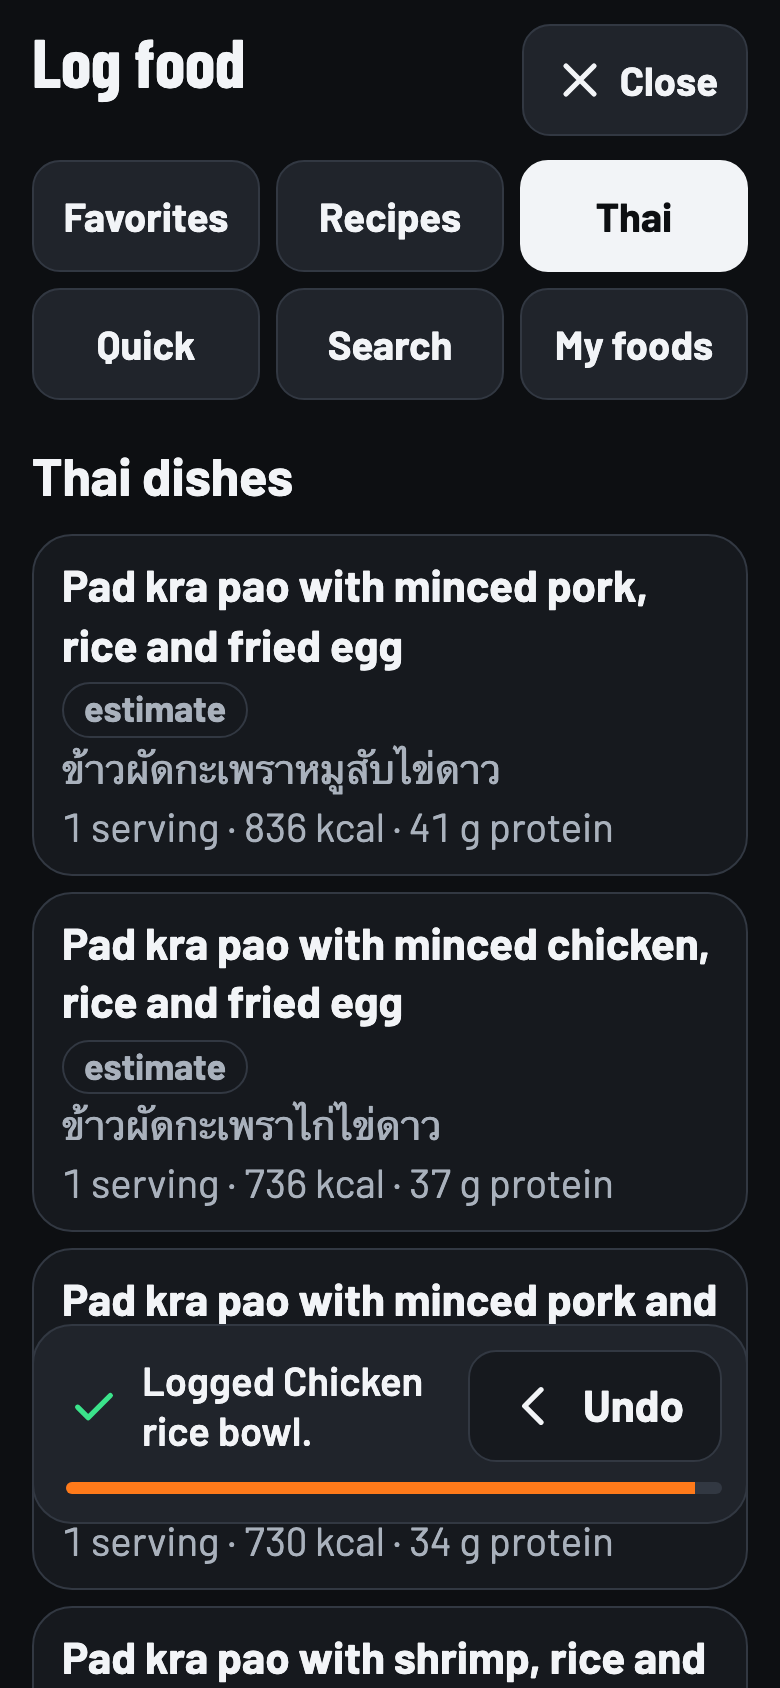 Log food
Close
Favorites
Recipes
Thai
Quick
Search
My foods
Thai dishes
Pad kra pao with minced pork,
rice and fried egg
estimate
ข้าวผัดกะเพราหมูสับไข่ดาว
1 serving · 836 kcal · 41 g protein
Pad kra pao with minced chicken,
rice and fried egg
estimate
ข้าวผัดกะเพราไก่ไข่ดาว
1 serving · 736 kcal · 37 g protein
Pad kra pao with minced pork and
Logged Chicken
rice bowl.
Undo
1 serving · 730 kcal · 34 g protein
Pad kra pao with shrimp, rice and